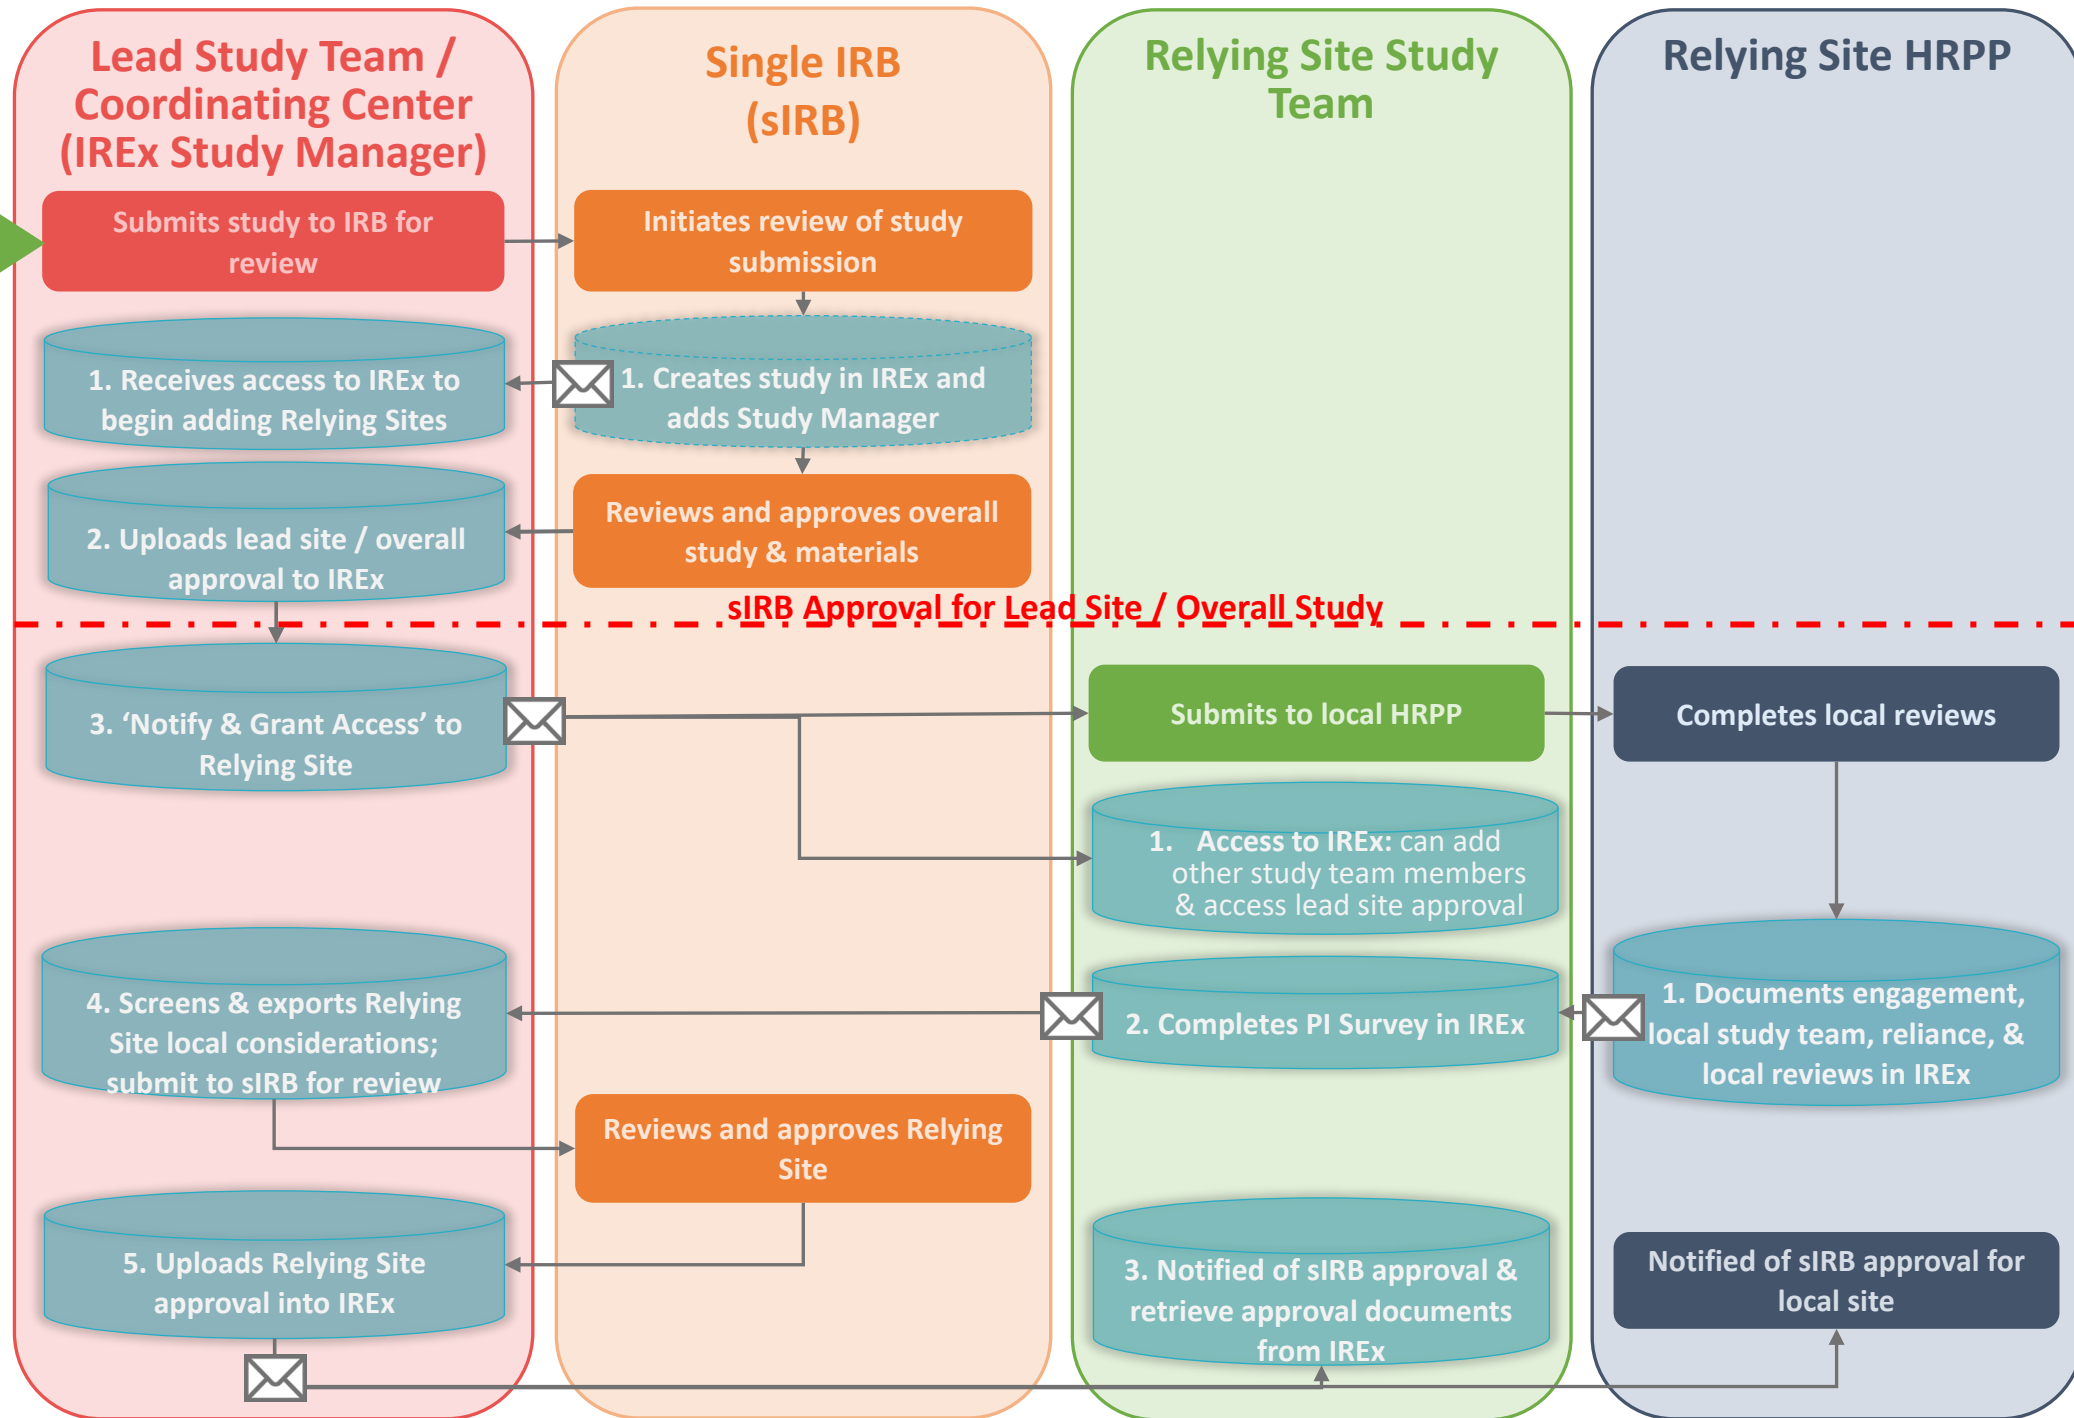 Lead Study Team /
Coordinating Center
(IREx Study Manager)
Single IRB
(sIRB)
Relying Site Study
Team
Relying Site HRPP
Submits study to IRB for
review
Initiates review of study
submission
1. Receives access to IREx to
begin adding Relying Sites
1. Creates study in IREx and
adds Study Manager
2. Uploads lead site / overall
approval to IREx
Reviews and approves overall
study & materials
sIRB Approval for Lead Site / Overall Study
3. ‘Notify & Grant Access’ to
Relying Site
Submits to local HRPP
Completes local reviews
1. Access to IREx: can add
other study team members
& access lead site approval
4. Screens & exports Relying
Site local considerations;
submit to sIRB for review
2. Completes PI Survey in IREx
1. Documents engagement,
local study team, reliance, &
local reviews in IREx
Reviews and approves Relying
Site
5. Uploads Relying Site
approval into IREx
3. Notified of sIRB approval &
retrieve approval documents
from IREx
Notified of sIRB approval for
local site